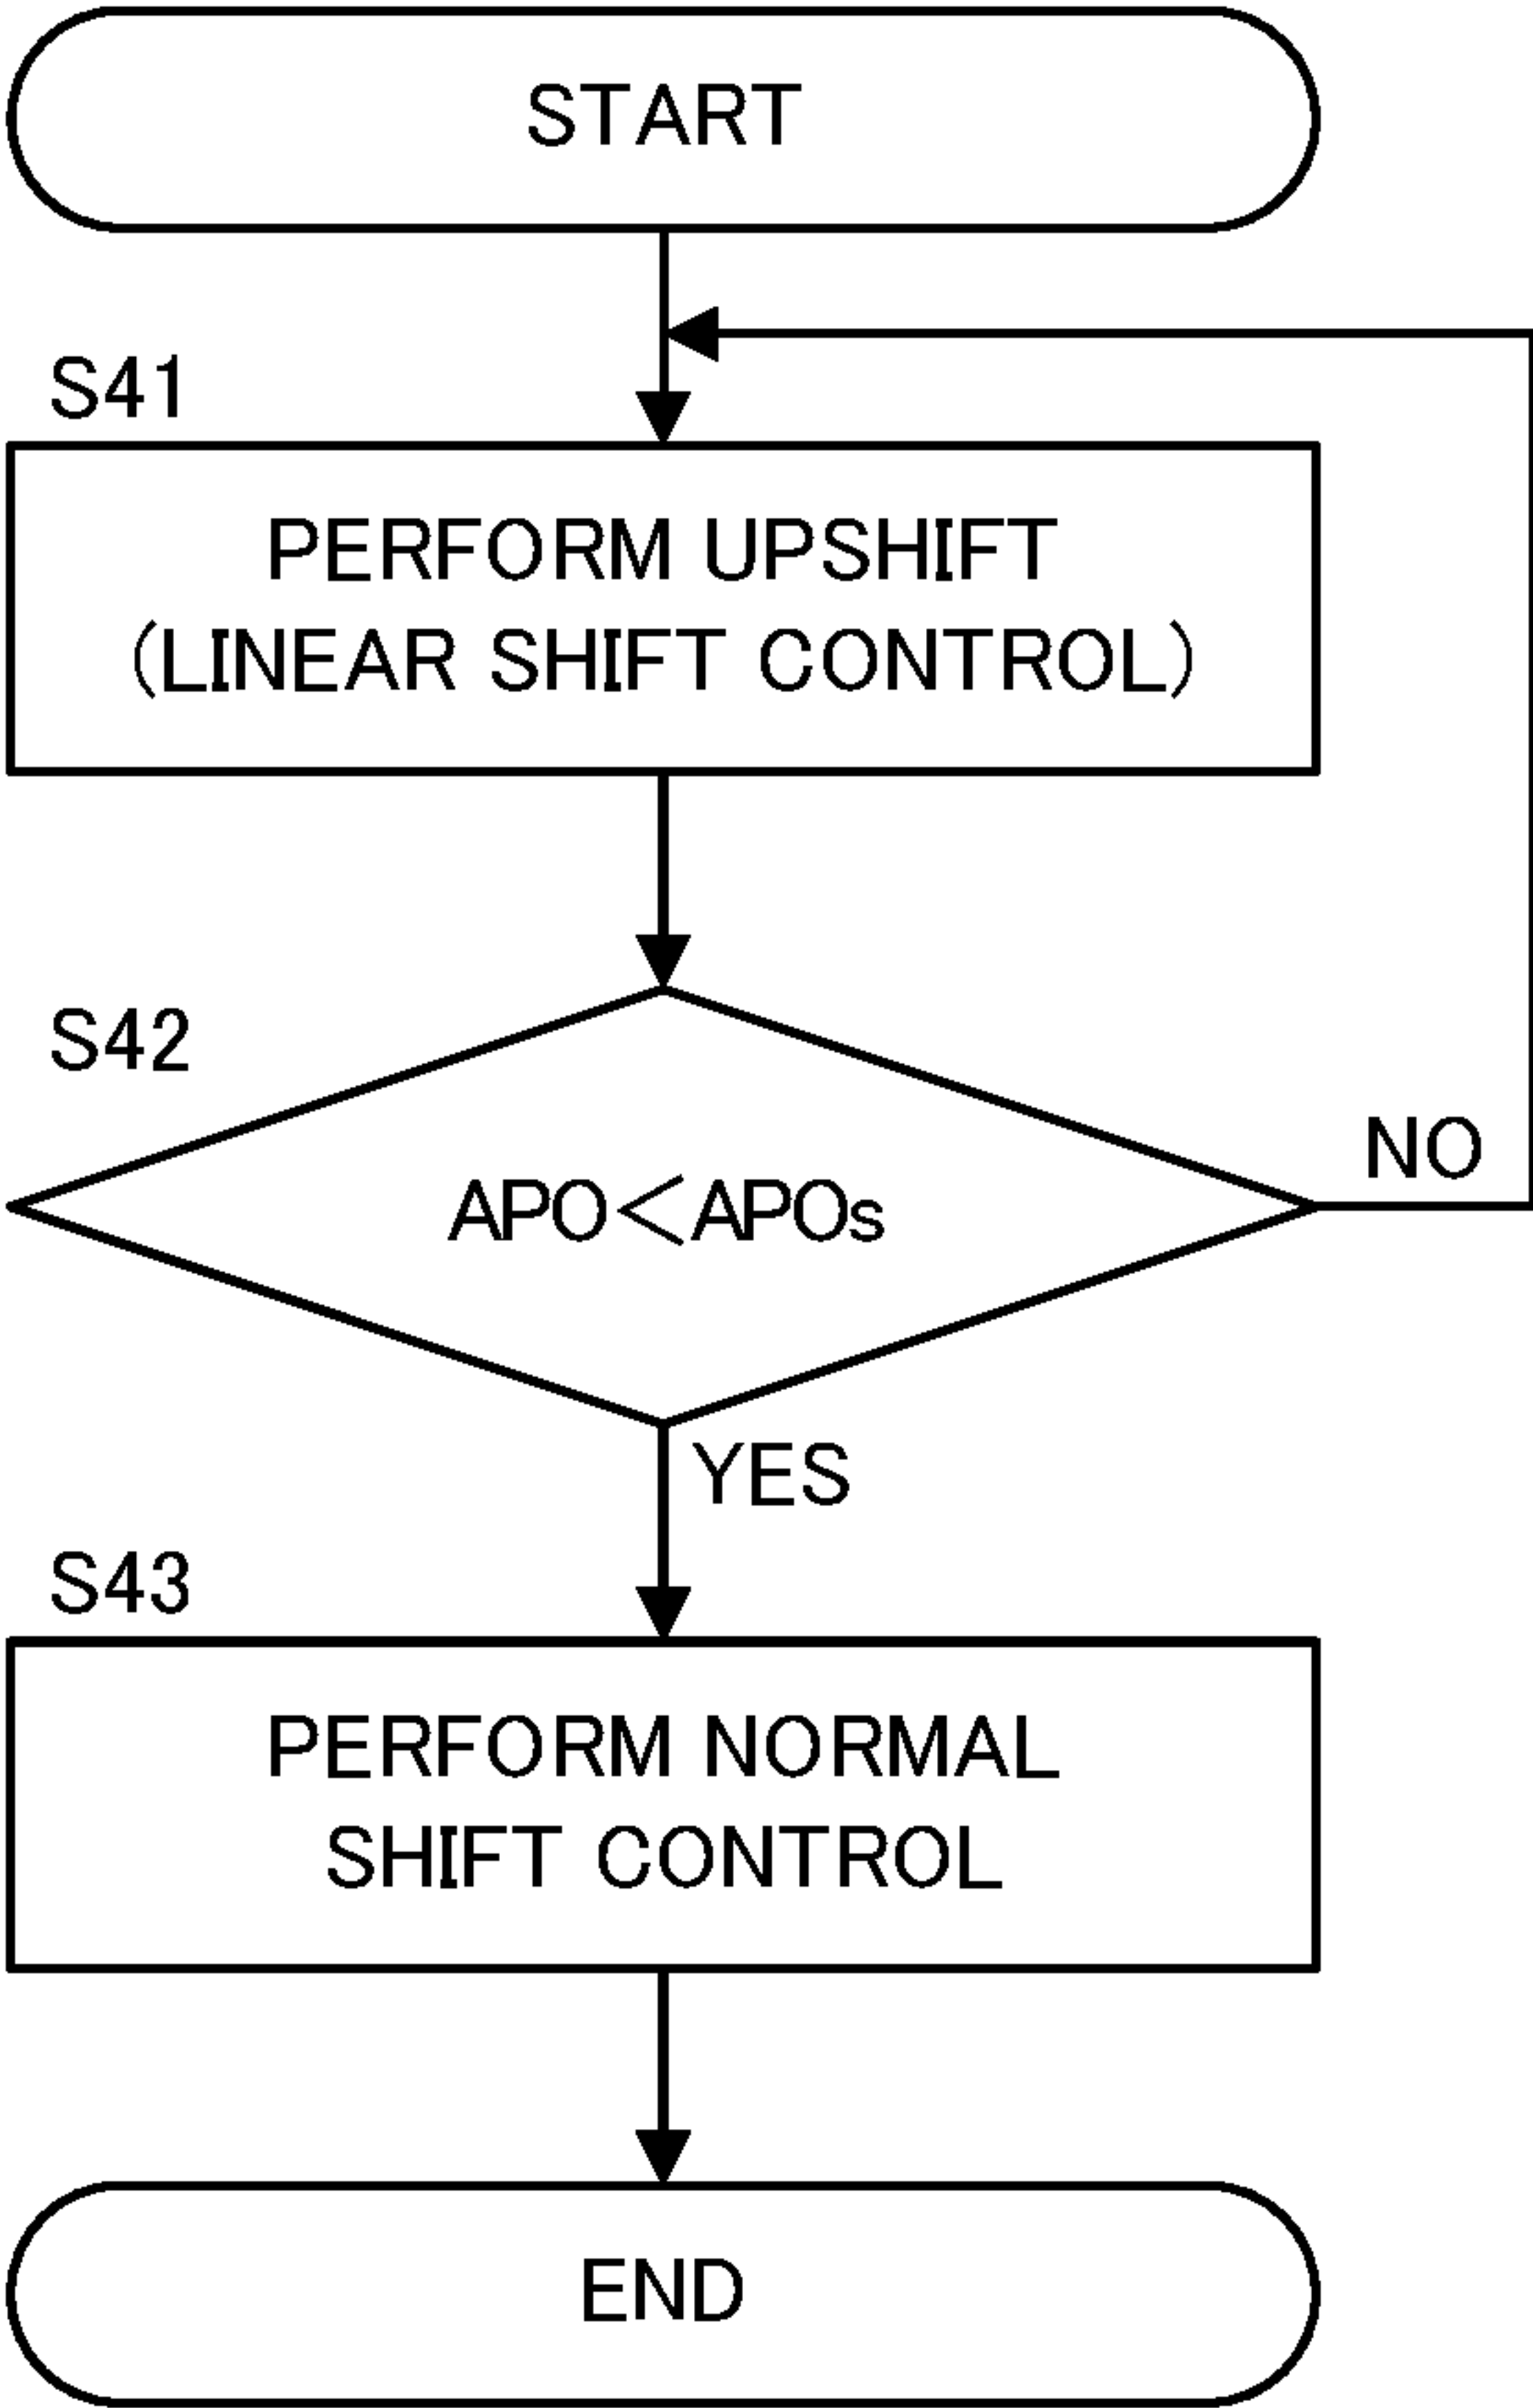 START
S41
PERFORM UPSHIFT
(LINEAR SHIFT CONTROL)
S42
APO<APOs
NO
YES
S43
PERFORM NORMAL
SHIFT CONTROL
END